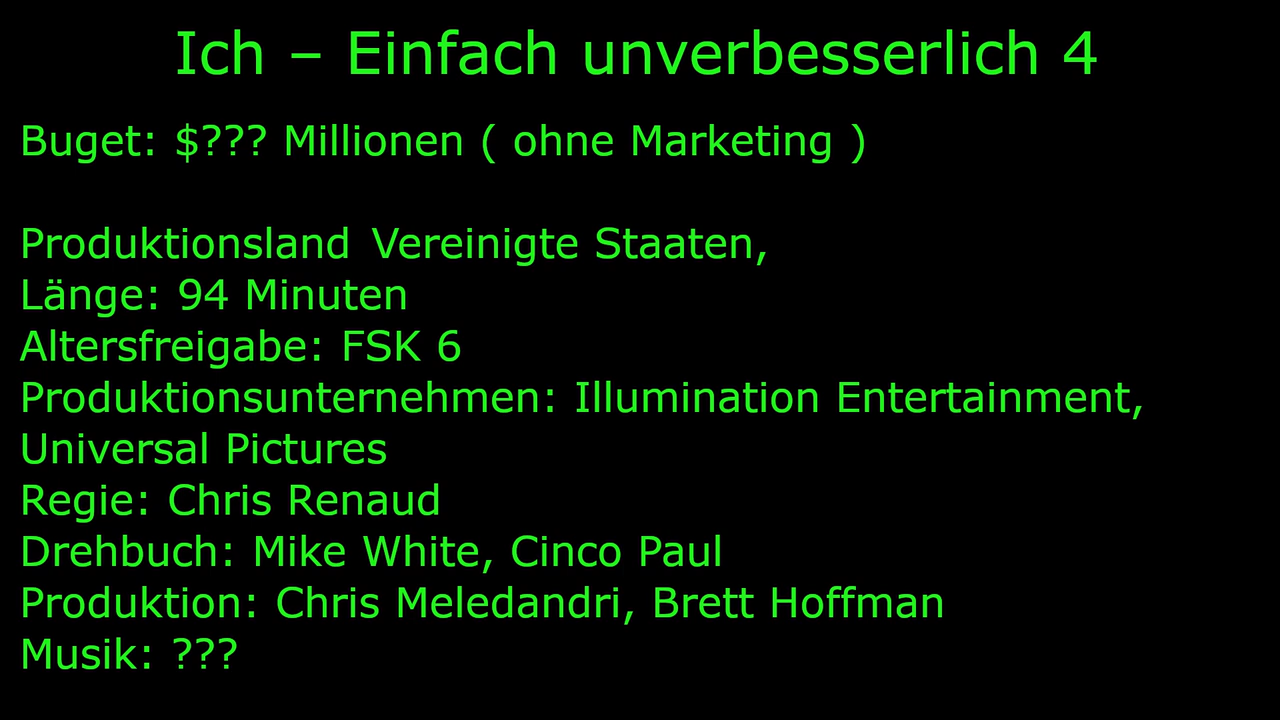 Ich – Einfach unverbesserlich 4
Buget: $??? Millionen ( ohne Marketing )
Produktionsland Vereinigte Staaten,
Länge: 94 Minuten
Altersfreigabe: FSK 6
Produktionsunternehmen: Illumination Entertainment,
Universal Pictures
Regie: Chris Renaud
Drehbuch: Mike White, Cinco Paul
Produktion: Chris Meledandri, Brett Hoffman
Musik: ???